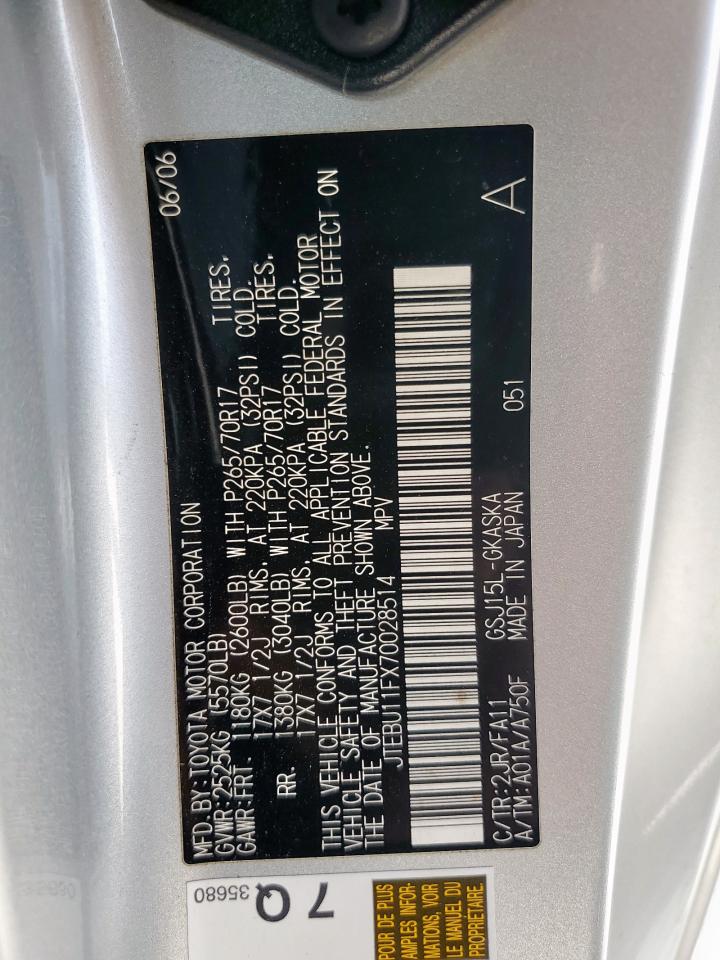 MFD.BY:TOYOTA MOTOR CORPORATION 06/06
GVWR:2525KG (5570LB)
GAWR:FRT. 1180KG (2600LB) WITH P265/70R17 TIRES,
17X7 1/2J RIMS, AT 220KPA (32PSI) COLD.
RR. 1380KG (3040LB) WITH P265/70R17 TIRES,
17X7 1/2J RIMS, AT 220KPA (32PSI) COLD.
THIS VEHICLE CONFORMS TO ALL APPLICABLE FEDERAL MOTOR
VEHICLE SAFETY AND THEFT PREVENTION STANDARDS IN EFFECT ON
THE DATE OF MANUFACTURE SHOWN ABOVE.
JTEBU11FX70028514 MPV
C/TR:2JR/FA11 GSJ15L-GKASKA 051 A
A/TM:A01A/A750F MADE IN JAPAN
7Q
35680
POUR DE PLUS
AMPLES INFOR-
MATIONS, VOIR
LE MANUEL DU
PROPRIÉTAIRE.